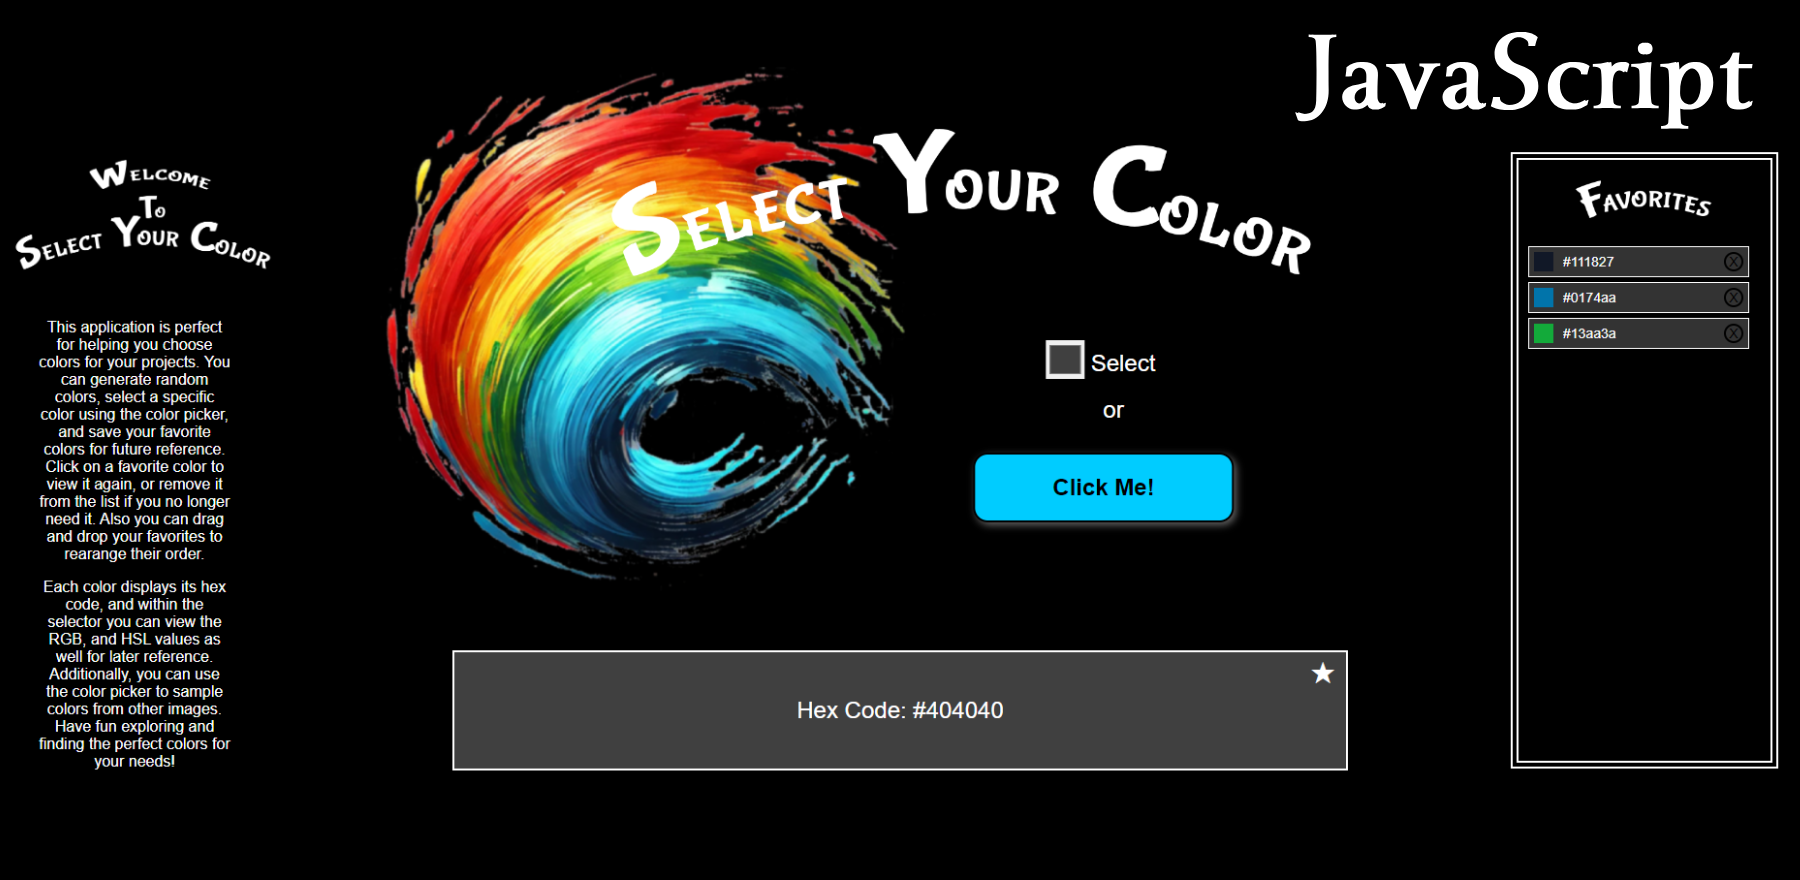 JavaScript
Welcome
To
Select Your Color
This application is perfect
for helping you choose
colors for your projects. You
can generate random
colors, select a specific
color using the color picker,
and save your favorite
colors for future reference.
Click on a favorite color to
view it again, or remove it
from the list if you no longer
need it. Also you can drag
and drop your favorites to
rearange their order.
Each color displays its hex
code, and within the
selector you can view the
RGB, and HSL values as
well for later reference.
Additionally, you can use
the color picker to sample
colors from other images.
Have fun exploring and
finding the perfect colors for
your needs!
Select Your Color
Select
or
Click Me!
Hex Code: #404040
★
Favorites
#111827 X
#0174aa X
#13aa3a X